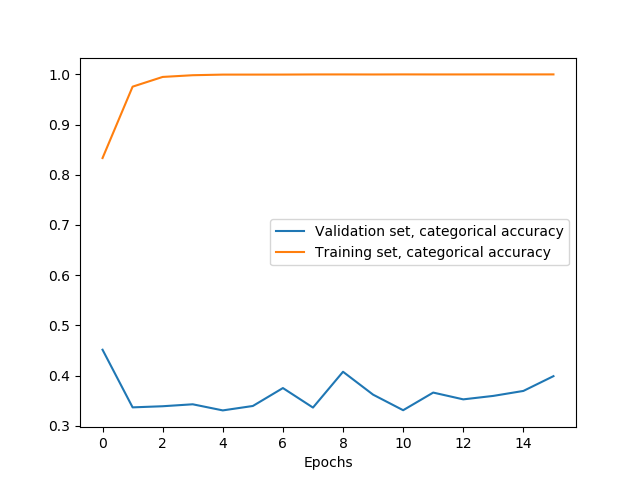 1.0
0.9
0.8
0.7
0.6
0.5
0.4
0.3
Validation set, categorical accuracy
Training set, categorical accuracy
0 2 4 6 8 10 12 14
Epochs